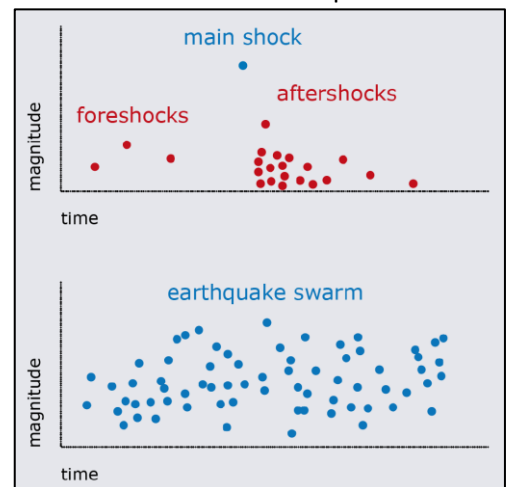 main shock
aftershocks
foreshocks
magnitude
time
earthquake swarm
magnitude
time